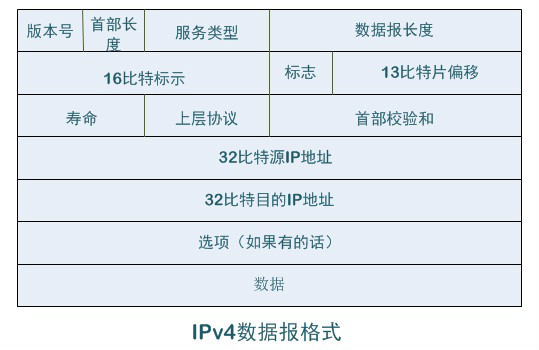 版本号
首部长
度
服务类型
数据报长度
16比特标示
标志
13比特片偏移
寿命
上层协议
首部校验和
32比特源IP地址
32比特目的IP地址
选项（如果有的话）
数据
IPv4数据报格式